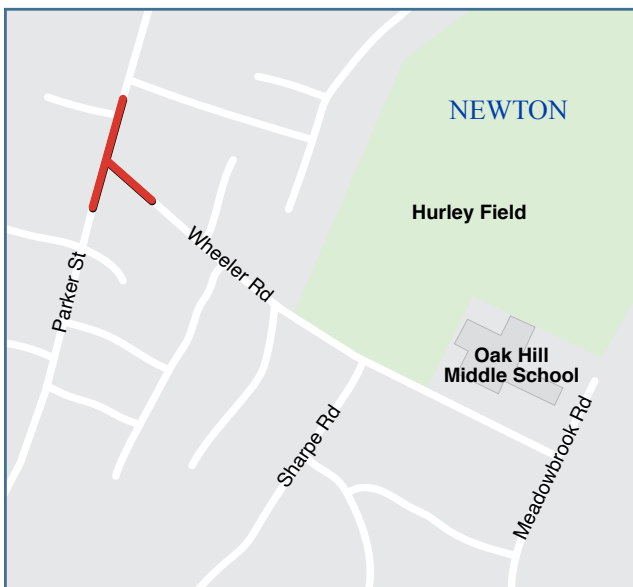 NEWTON
Hurley Field
Wheeler Rd
Parker St
Oak Hill
Middle School
Sharpe Rd
Meadowbrook Rd